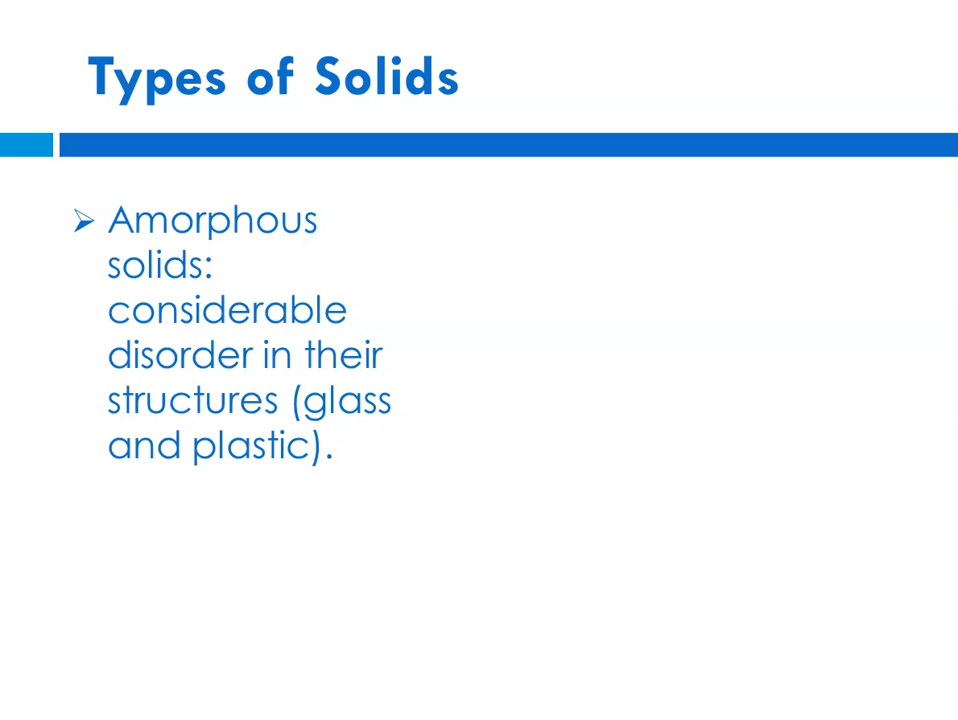 Types of Solids
Amorphous
solids:
considerable
disorder in their
structures (glass
and plastic).